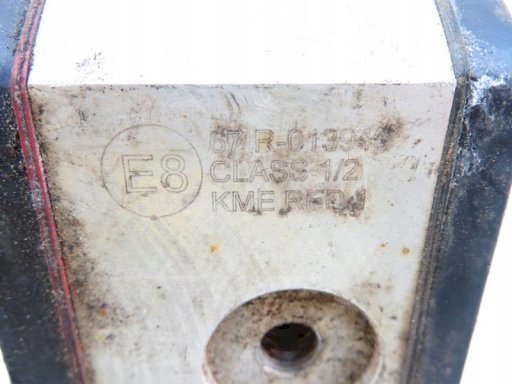 E8
67 R-01394
CLASS 1/2
KME RED